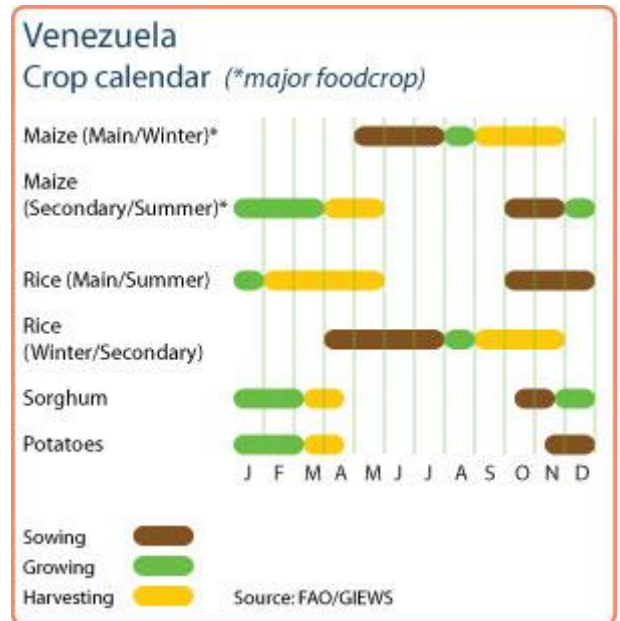 Venezuela
Crop calendar (*major foodcrop)
Maize (Main/Winter)*
Maize
(Secondary/Summer)*
Rice (Main/Summer)
Rice
(Winter/Secondary)
Sorghum
Potatoes
J F M A M J J A S O N D
Sowing
Growing
Harvesting Source: FAO/GIEWS